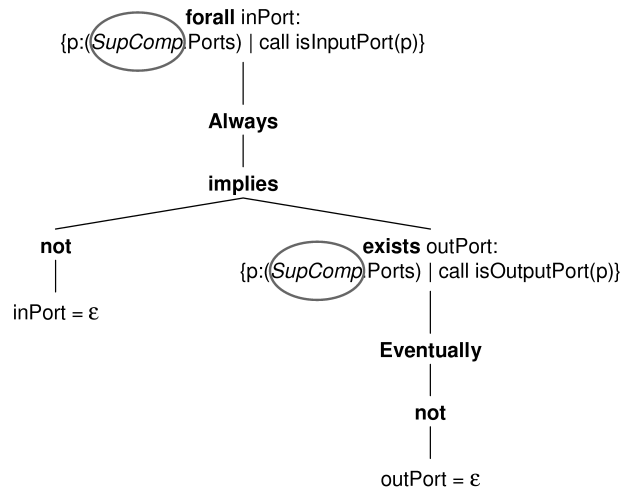 forall inPort:
{p:(SupComp.Ports) | call isInputPort(p)}
Always
implies
not
inPort = ε
exists outPort:
{p:(SupComp.Ports) | call isOutputPort(p)}
Eventually
not
outPort = ε